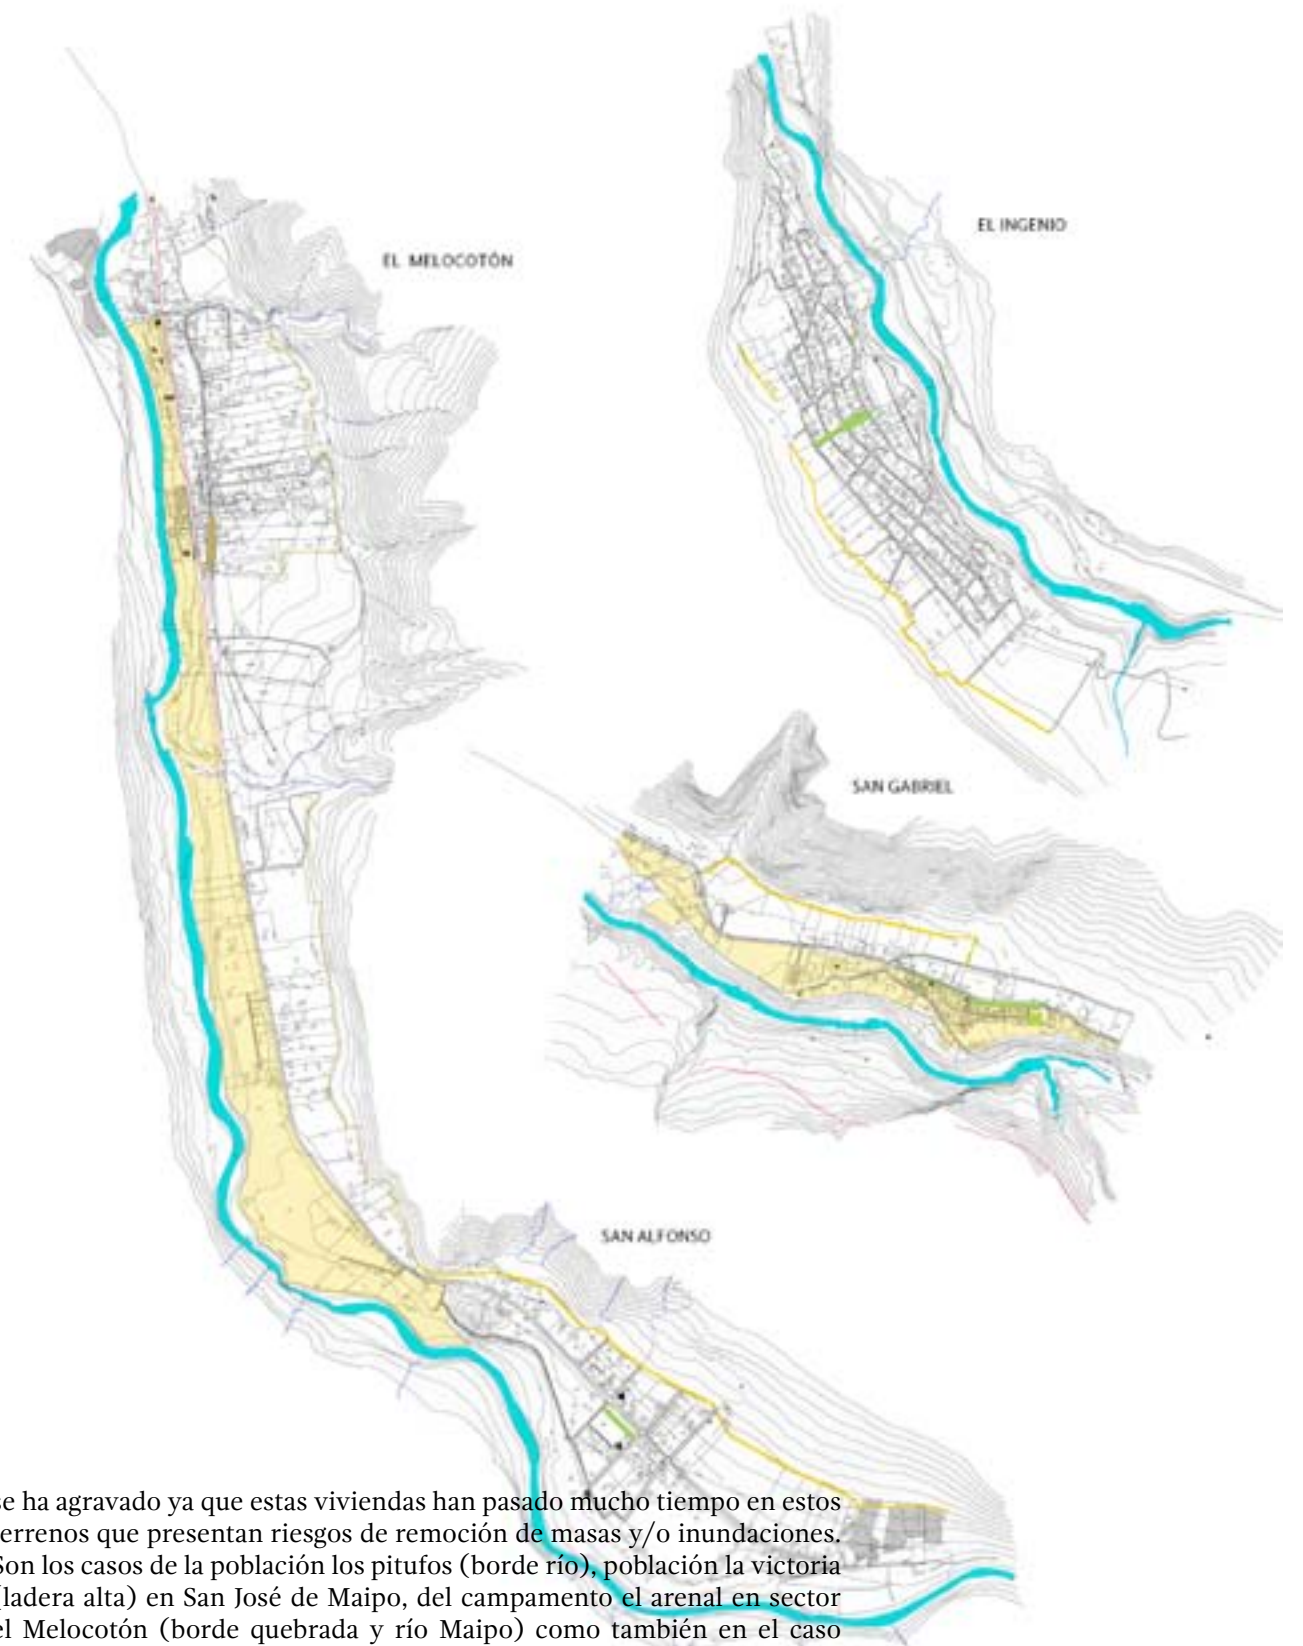 EL MELOCOTÓN
EL INGENIO
SAN GABRIEL
SAN ALFONSO
se ha agravado ya que estas viviendas han pasado mucho tiempo en estos
terrenos que presentan riesgos de remoción de masas y/o inundaciones.
Son los casos de la población los pitufos (borde río), población la victoria
(ladera alta) en San José de Maipo, del campamento el arenal en sector
el Melocotón (borde quebrada y río Maipo) como también en el caso